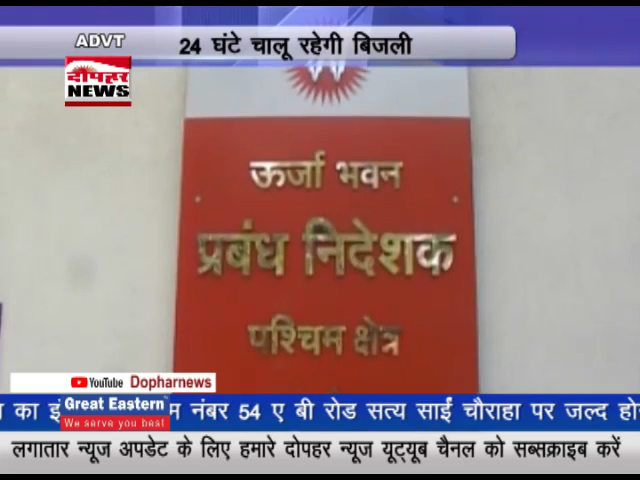 ADVT
24 घंटे चालू रहेगी बिजली
दोपहर
NEWS
ऊर्जा भवन
प्रबंध निदेशक
पश्चिम क्षेत्र
YouTube Dopharnews
Great Eastern
We serve you best
का नंबर 54 ए बी रोड सत्य साईं चौराहा पर जल्द
लगातार न्यूज अपडेट के लिए हमारे दोपहर न्यूज यूट्यूब चैनल को सब्सक्राइब करें